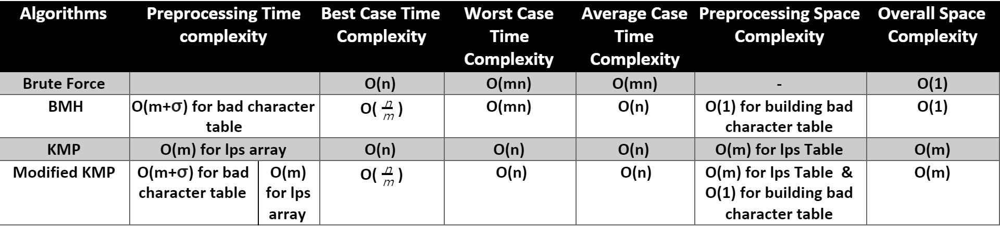 Algorithms
Preprocessing Time
complexity
Best Case Time
Complexity
Worst Case
Time
Complexity
Average Case
Time
Complexity
Preprocessing Space
Complexity
Overall Space
Complexity
Brute Force
O(n)
O(mn)
O(mn)
-
O(1)
BMH
O(m+σ) for bad character
table
O( n/m )
O(mn)
O(n)
O(1) for building bad
character table
O(1)
KMP
O(m) for lps array
O(n)
O(n)
O(n)
O(m) for lps Table
O(m)
Modified KMP
O(m+σ) for bad
character table
O(m)
for lps
array
O( n/m )
O(n)
O(n)
O(m) for lps Table &
O(1) for building bad
character table
O(m)